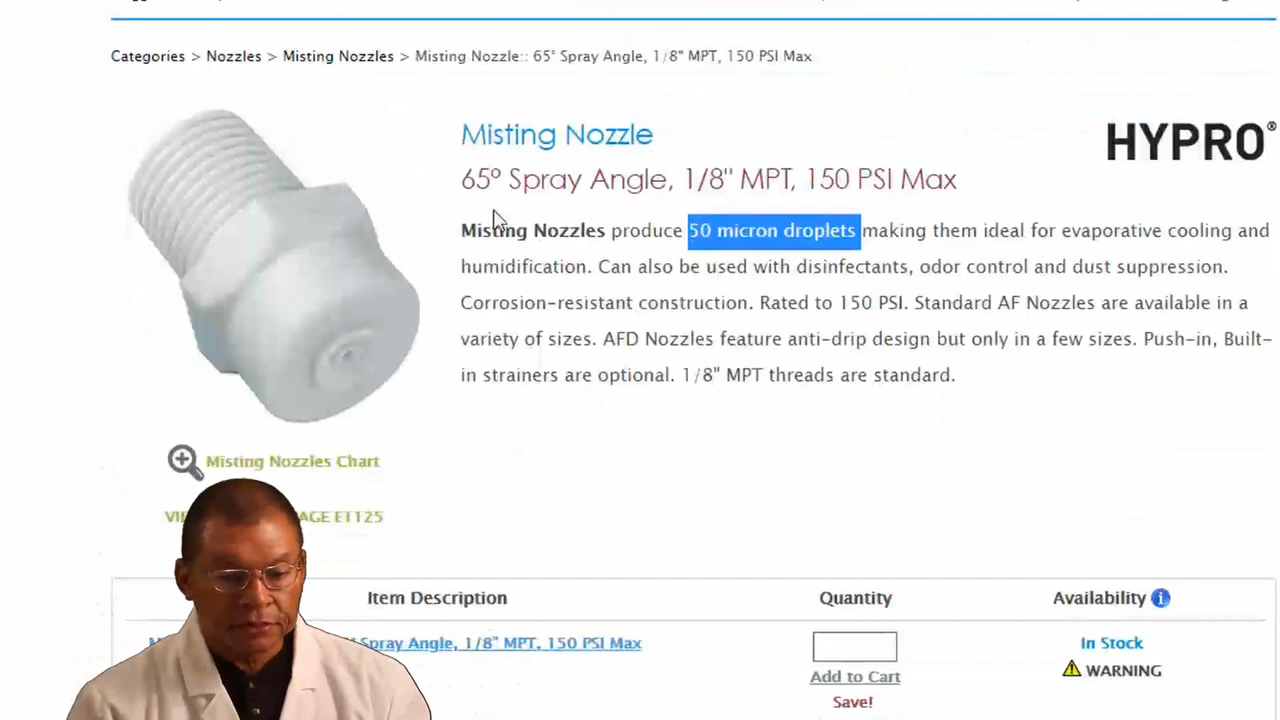 Categories > Nozzles > Misting Nozzles > Misting Nozzle:: 65° Spray Angle, 1/8" MPT, 150 PSI Max
HYPRO®
Misting Nozzle
65° Spray Angle, 1/8" MPT, 150 PSI Max
Misting Nozzles produce 50 micron droplets making them ideal for evaporative cooling and
humidification. Can also be used with disinfectants, odor control and dust suppression.
Corrosion-resistant construction. Rated to 150 PSI. Standard AF Nozzles are available in a
variety of sizes. AFD Nozzles feature anti-drip design but only in a few sizes. Push-in, Built-
in strainers are optional. 1/8" MPT threads are standard.
Misting Nozzles Chart
E1125
Item Description Quantity Availability
Spray Angle, 1/8" MPT, 150 PSI Max In Stock
Add to Cart WARNING
Save!